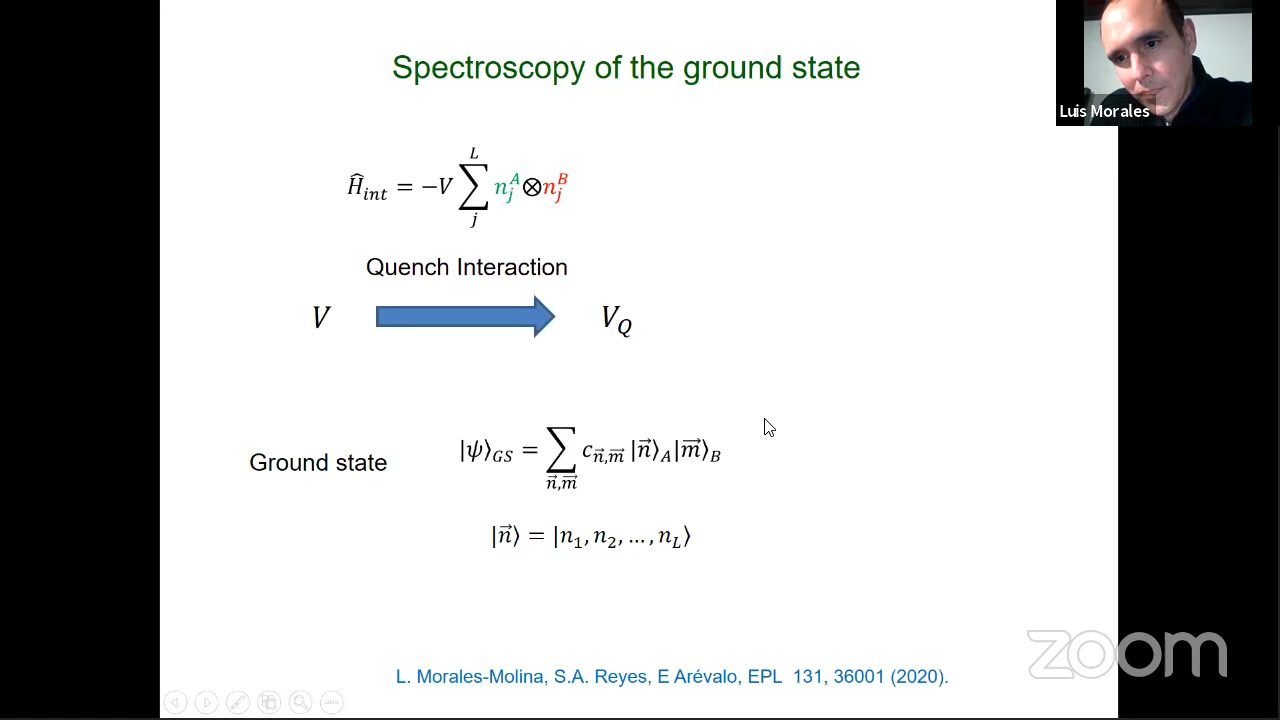 Spectroscopy of the ground state
Luis Morales
Ĥ_int = −V ∑_j^L n_j^A ⊗ n_j^B
Quench Interaction
V V_Q
Ground state |ψ⟩_GS = ∑_{n⃗,m⃗} c_{n⃗,m⃗} |n⃗⟩_A |m⃗⟩_B
|n⃗⟩ = |n_1, n_2, …, n_L⟩
L. Morales-Molina, S.A. Reyes, E Arévalo, EPL 131, 36001 (2020).
zoom